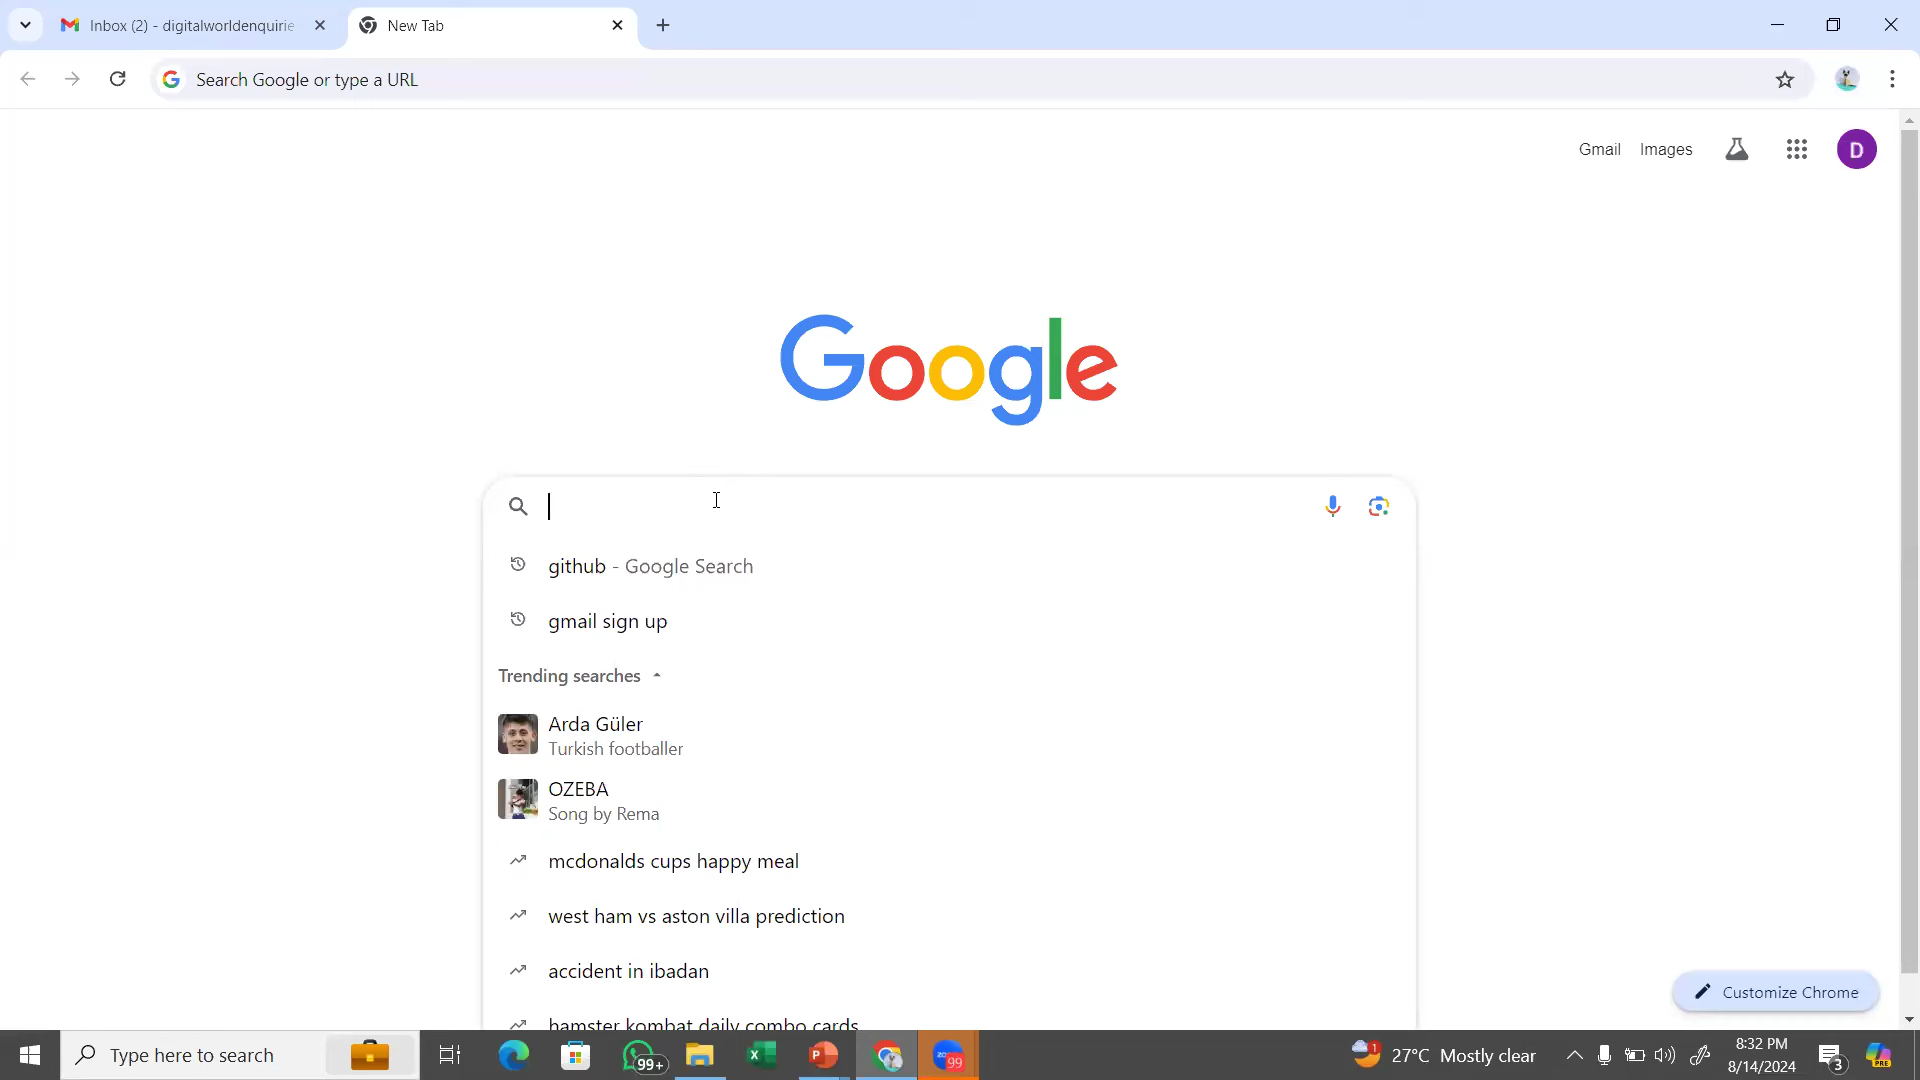 Inbox (2) - digitalworldenquirie
New Tab
Search Google or type a URL
Gmail
Images
D
Google
github - Google Search
gmail sign up
Trending searches
Arda Güler
Turkish footballer
OZEBA
Song by Rema
mcdonalds cups happy meal
west ham vs aston villa prediction
accident in ibadan
hamster kombat daily combo cards
Customize Chrome
Type here to search
99+
99
27°C Mostly clear
8:32 PM
8/14/2024
3